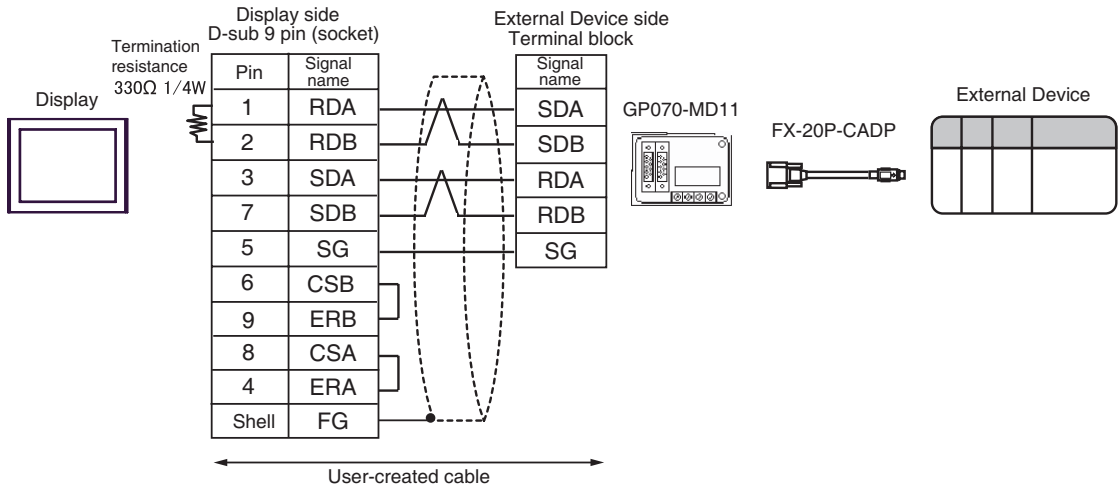 Display side
D-sub 9 pin (socket)
External Device side
Terminal block
Termination
resistance
330Ω 1/4W
Display
Pin
Signal
name
1 RDA
2 RDB
3 SDA
7 SDB
5 SG
6 CSB
9 ERB
8 CSA
4 ERA
Shell FG
Signal
name
SDA
SDB
RDA
RDB
SG
GP070-MD11
FX-20P-CADP
External Device
User-created cable